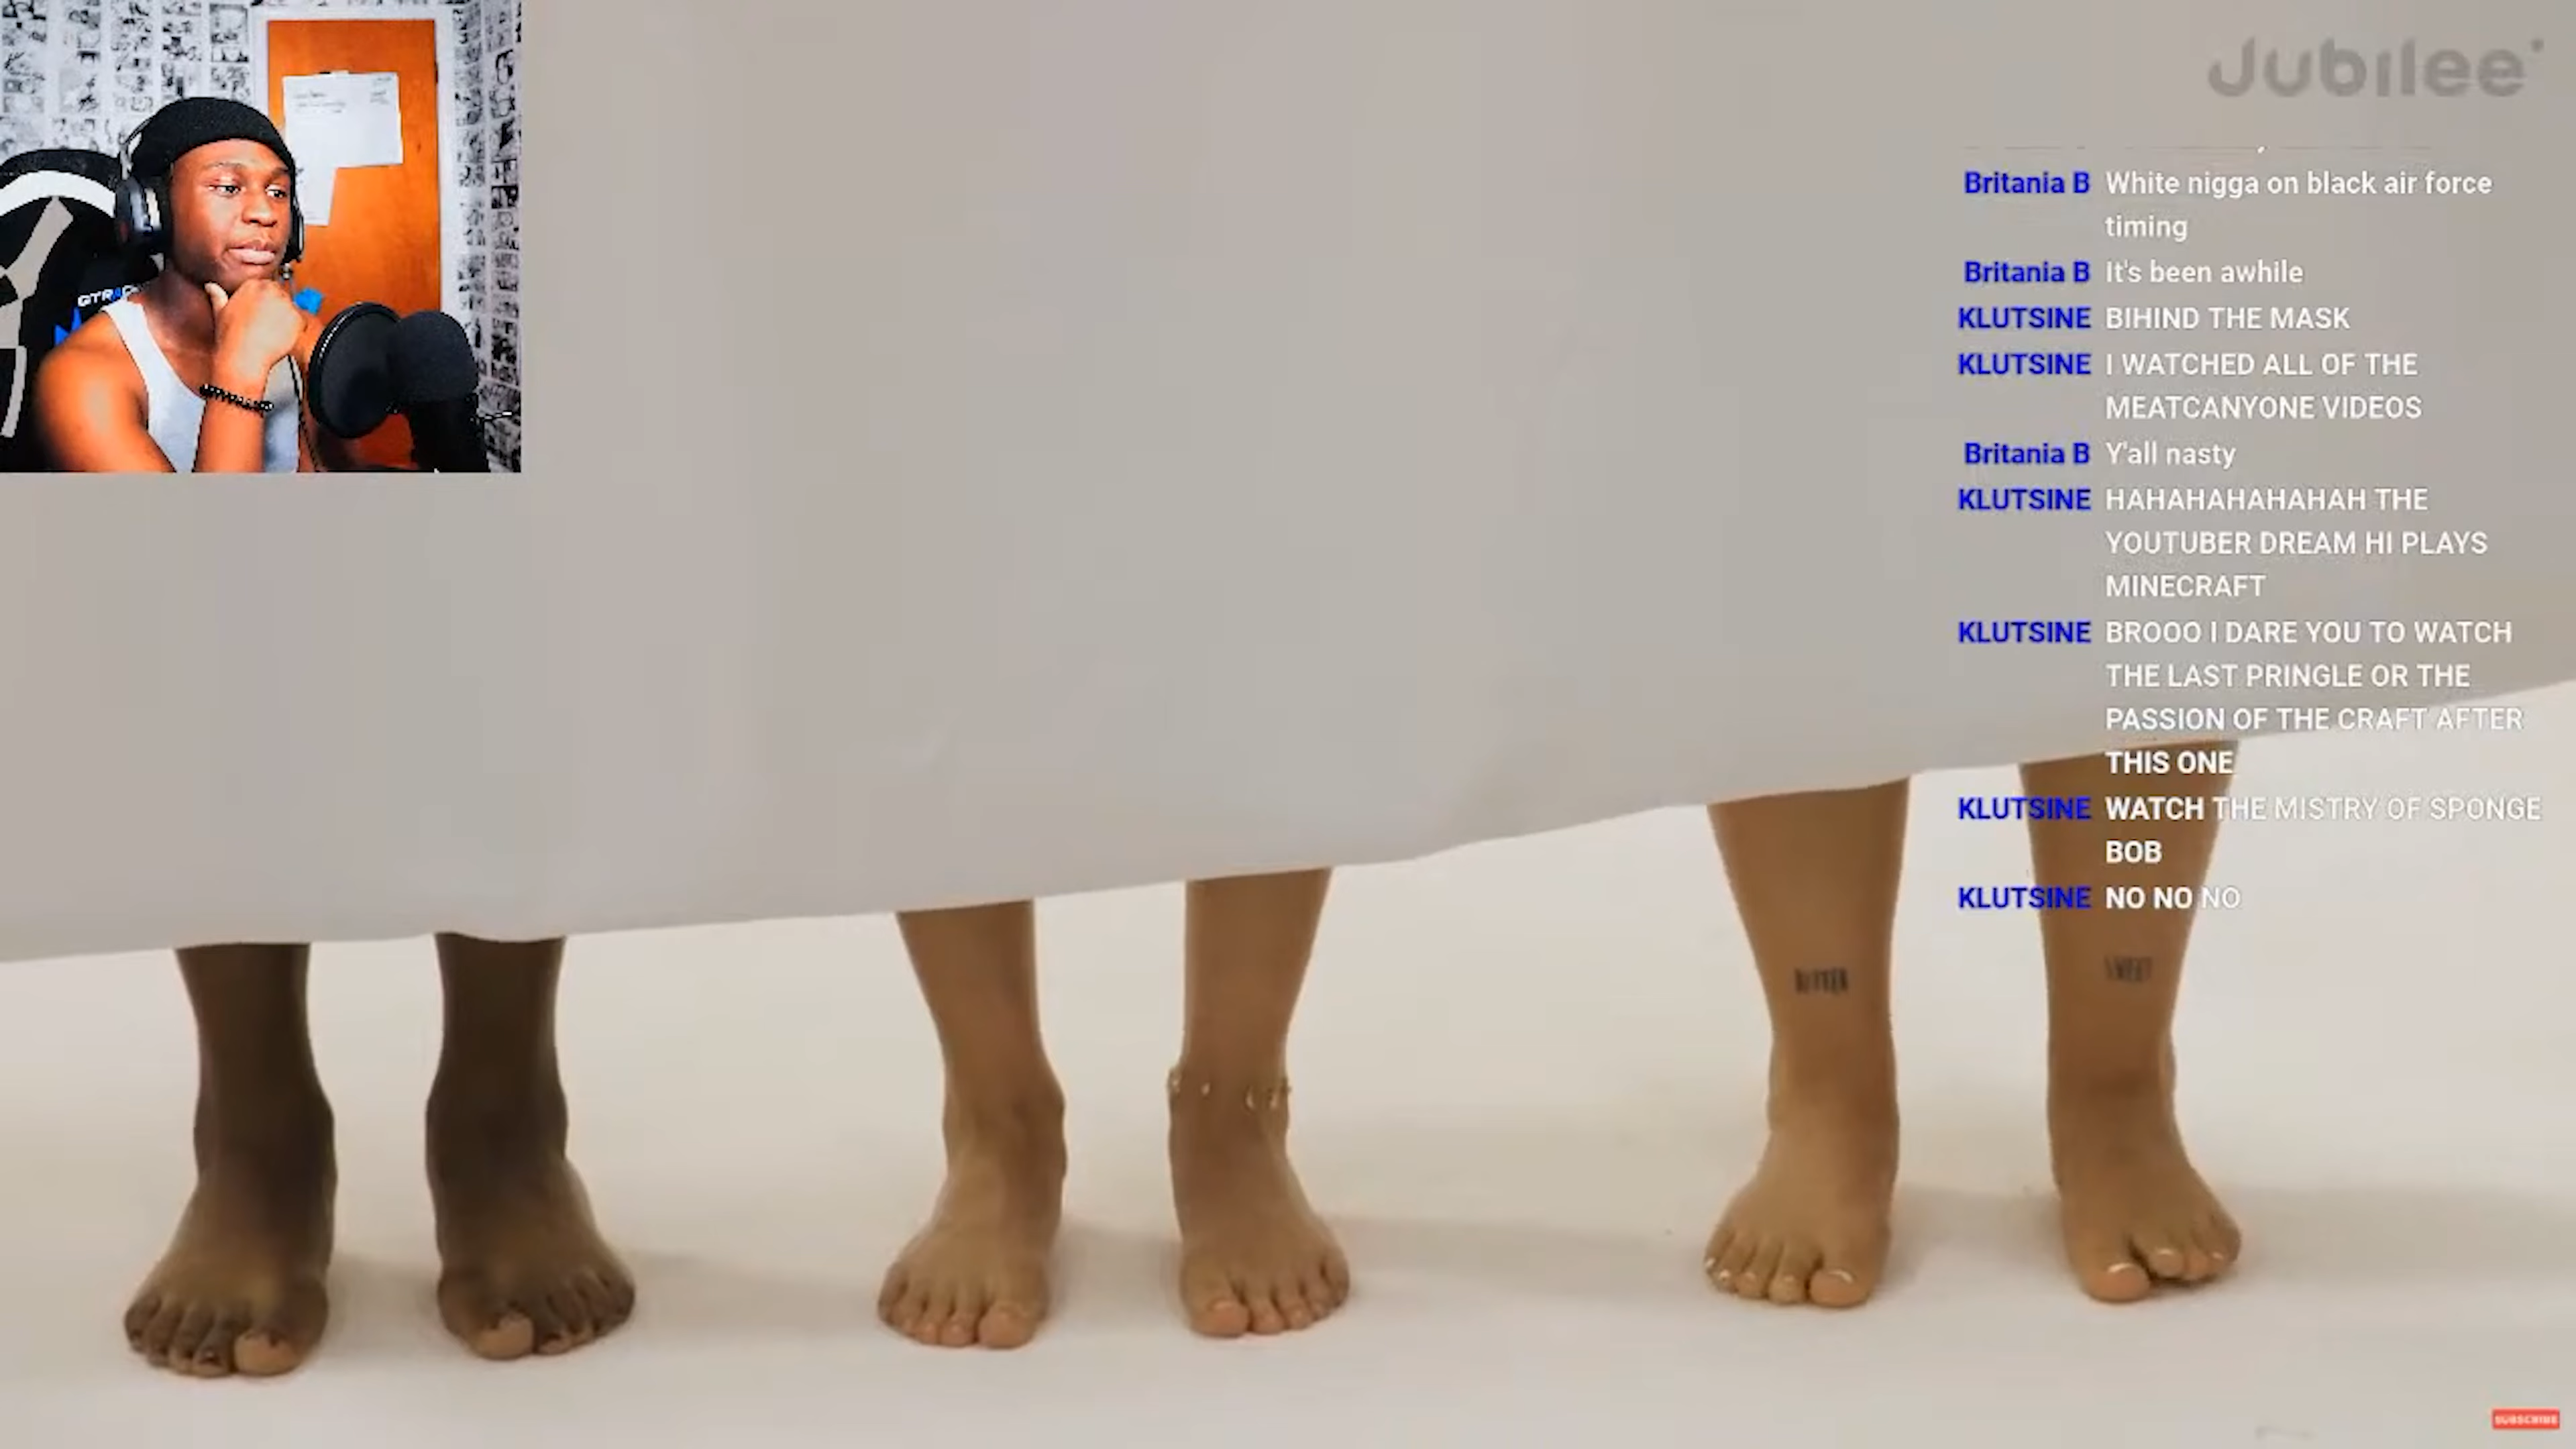 Jubilee
Britania B White nigga on black air force
timing
Britania B It's been awhile
KLUTSINE BIHIND THE MASK
KLUTSINE I WATCHED ALL OF THE
MEATCANYONE VIDEOS
Britania B Y'all nasty
KLUTSINE HAHAHAHAHAHAH THE
YOUTUBER DREAM HI PLAYS
MINECRAFT
KLUTSINE BROOO I DARE YOU TO WATCH
THE LAST PRINGLE OR THE
PASSION OF THE CRAFT AFTER
THIS ONE
KLUTSINE WATCH THE MISTRY OF SPONGE
BOB
KLUTSINE NO NO NO
SWEET
SUBSCRIBE